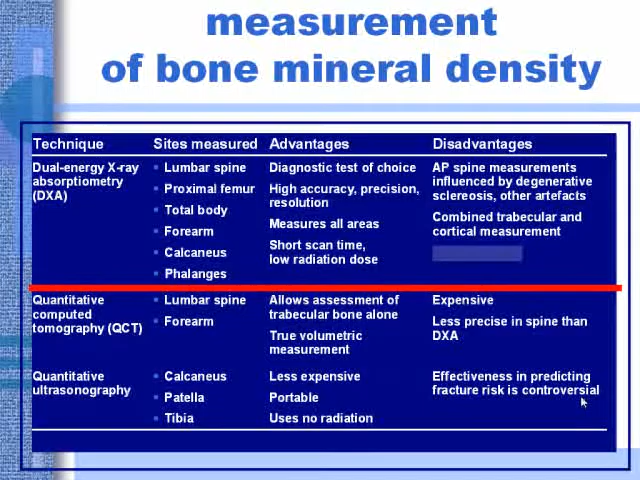 measurement
of bone mineral density
Technique Sites measured Advantages Disadvantages
Dual-energy X-ray
absorptiometry
(DXA)
Lumbar spine
Proximal femur
Total body
Forearm
Calcaneus
Phalanges
Diagnostic test of choice
High accuracy, precision,
resolution
Measures all areas
Short scan time,
low radiation dose
AP spine measurements
influenced by degenerative
sclereosis, other artefacts
Combined trabecular and
cortical measurement
Quantitative
computed
tomography (QCT)
Lumbar spine
Forearm
Allows assessment of
trabecular bone alone
True volumetric
measurement
Expensive
Less precise in spine than
DXA
Quantitative
ultrasonography
Calcaneus
Patella
Tibia
Less expensive
Portable
Uses no radiation
Effectiveness in predicting
fracture risk is controversial